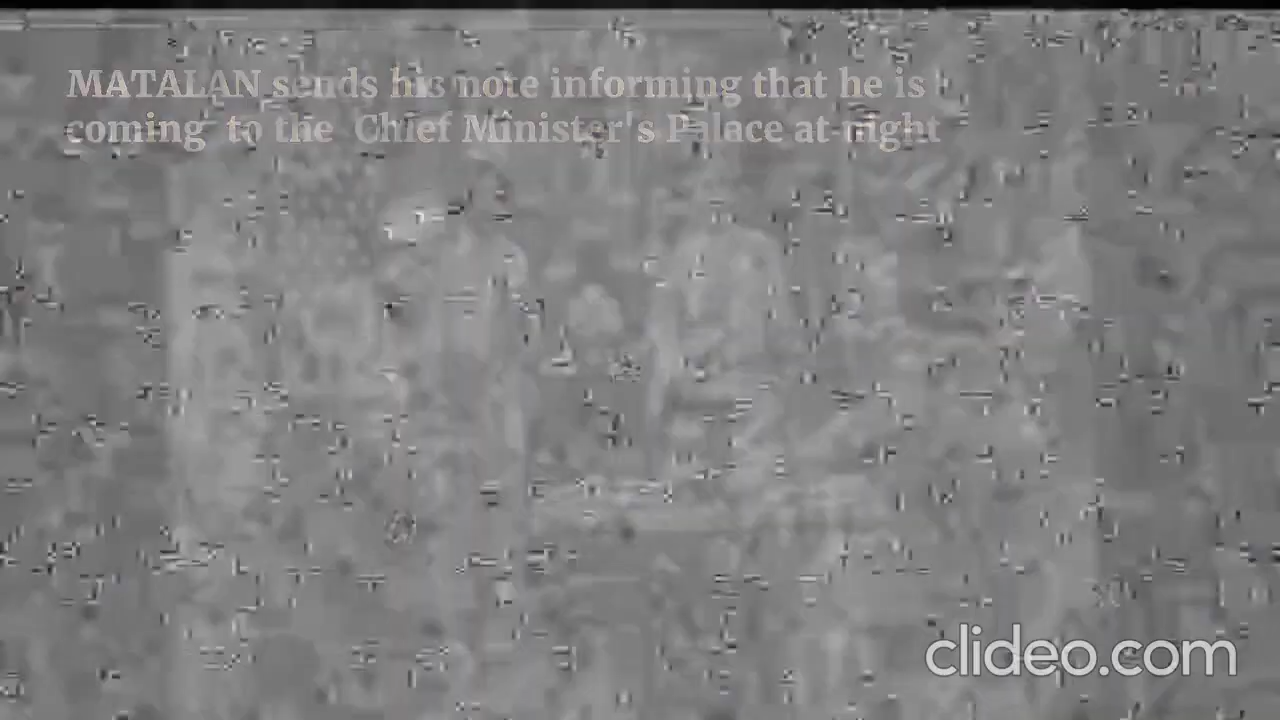 MATALAN sends his note informing that he is
coming to the Chief Minister's Palace at night
clideo.com